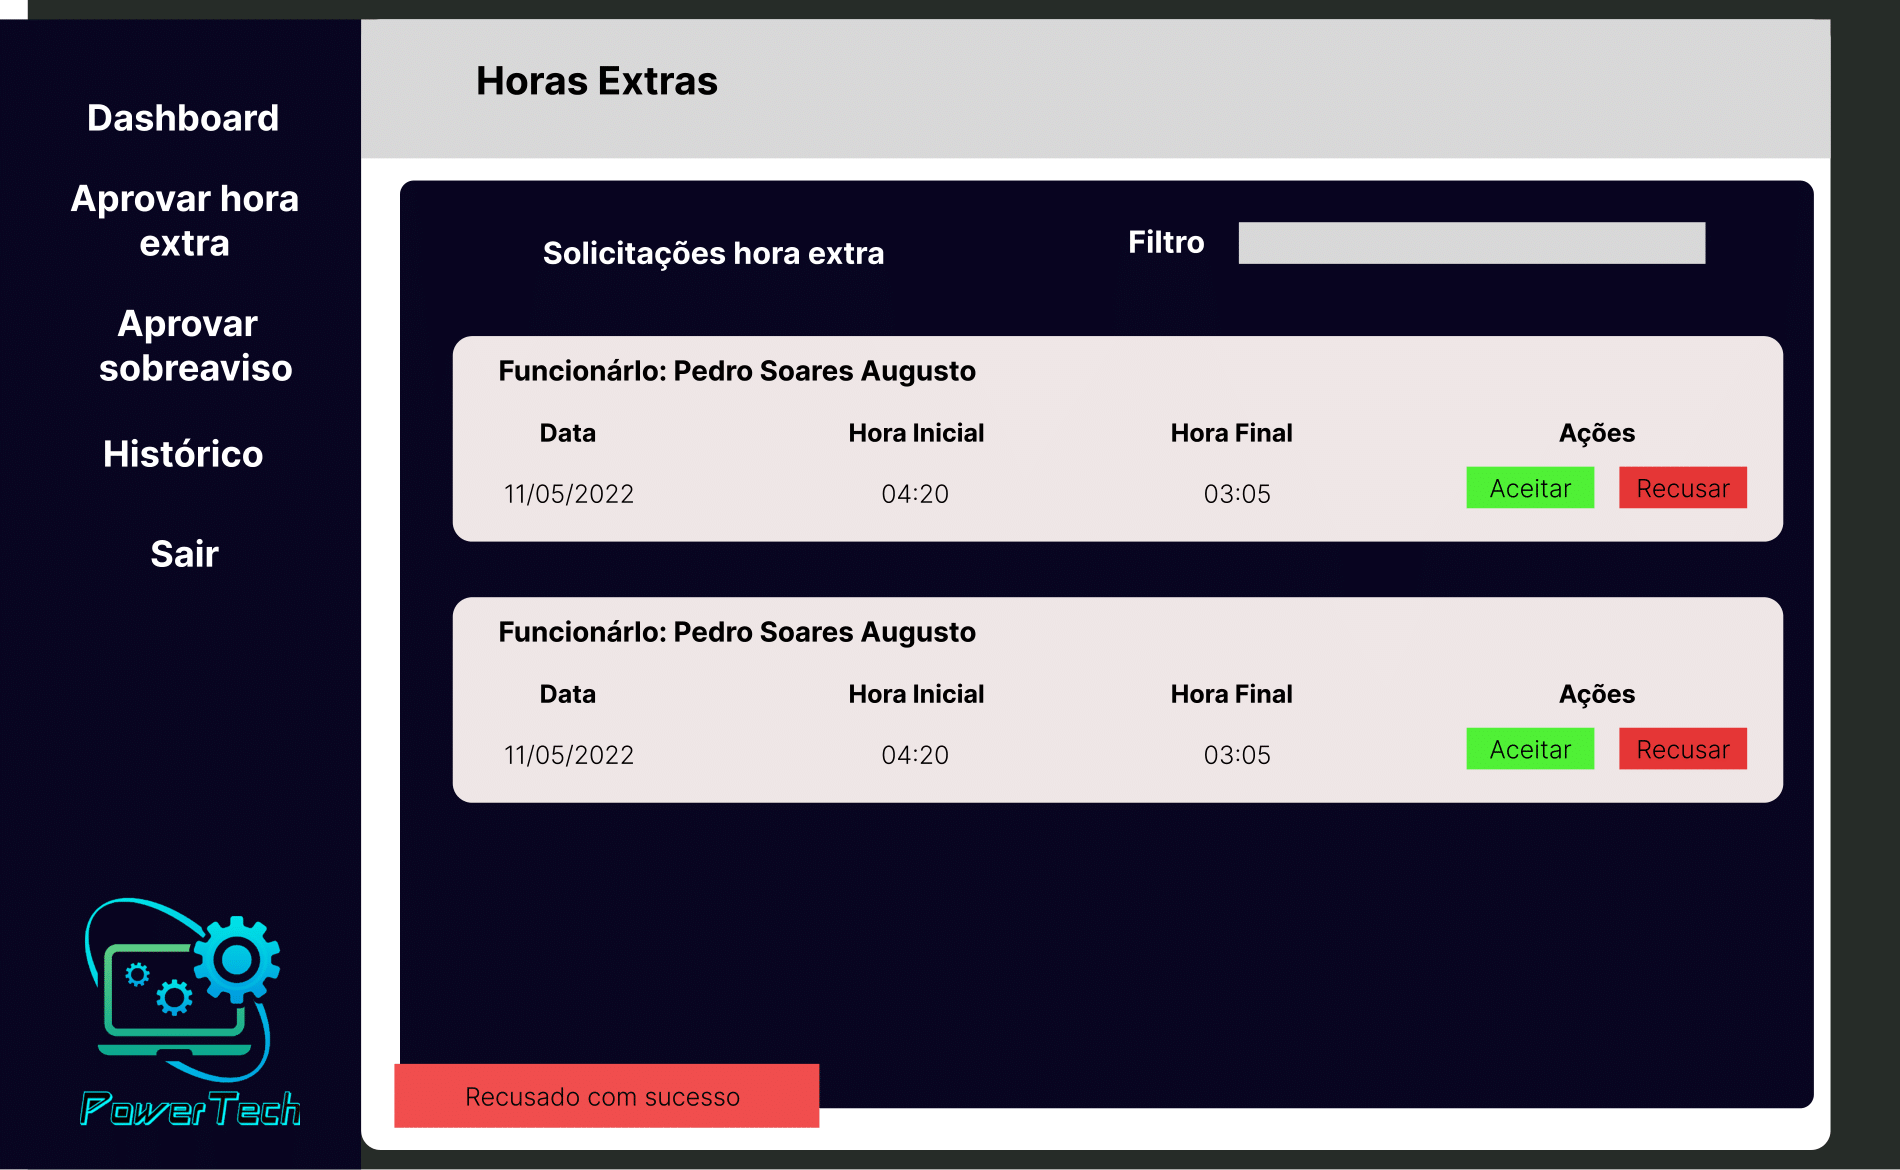 Horas Extras
Dashboard
Aprovar hora
extra
Aprovar
sobreaviso
Histórico
Sair
PowerTech
Solicitações hora extra
Filtro
Funcionárlo: Pedro Soares Augusto
Data Hora Inicial Hora Final Ações
11/05/2022 04:20 03:05 Aceitar Recusar
Funcionárlo: Pedro Soares Augusto
Data Hora Inicial Hora Final Ações
11/05/2022 04:20 03:05 Aceitar Recusar
Recusado com sucesso